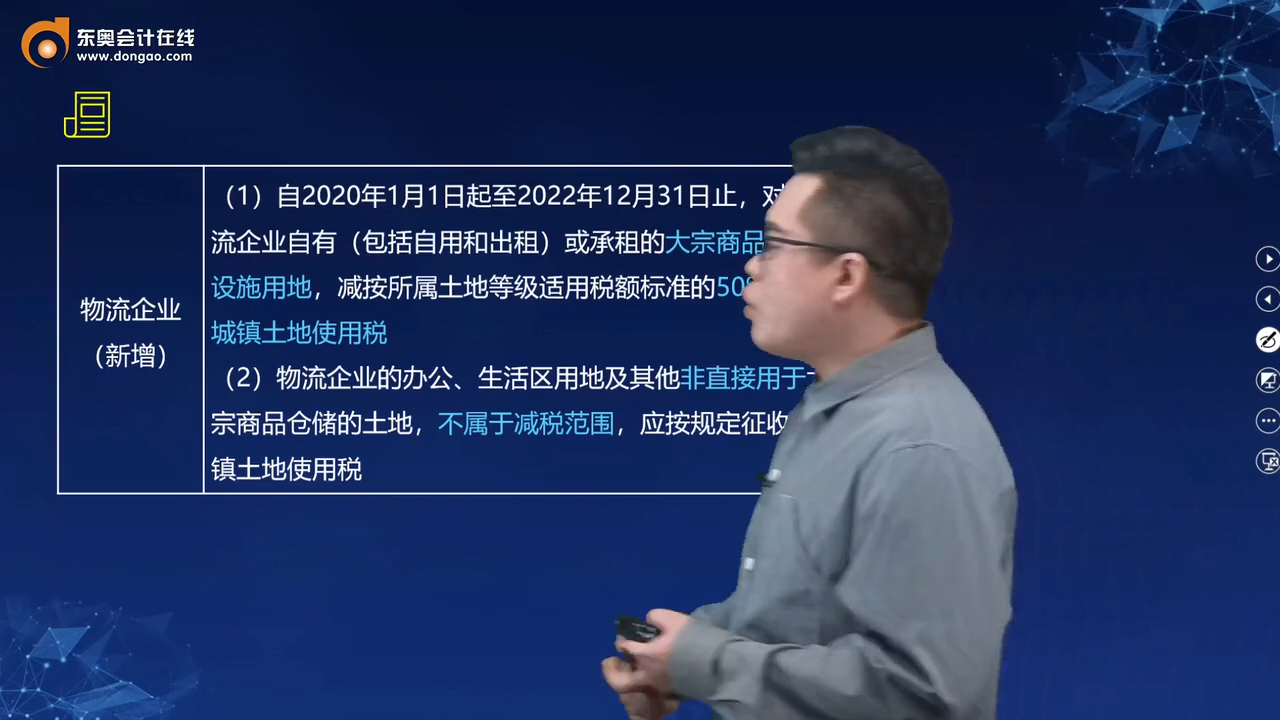 东奥会计在线
www.dongao.com
物流企业
（新增）
（1）自2020年1月1日起至2022年12月31日止，对
流企业自有（包括自用和出租）或承租的大宗商品
设施用地，减按所属土地等级适用税额标准的50%
城镇土地使用税
（2）物流企业的办公、生活区用地及其他非直接用于
宗商品仓储的土地，不属于减税范围，应按规定征收
镇土地使用税